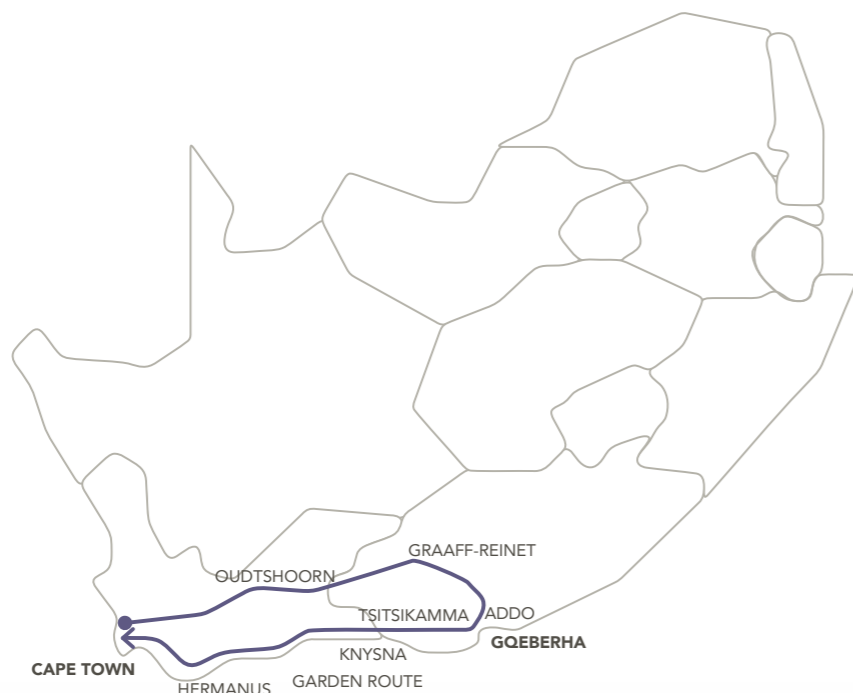 GRAAFF-REINET
OUDTSHOORN
TSITSIKAMMA
ADDO
GQEBERHA
KNYSNA
CAPE TOWN
GARDEN ROUTE
HERMANUS